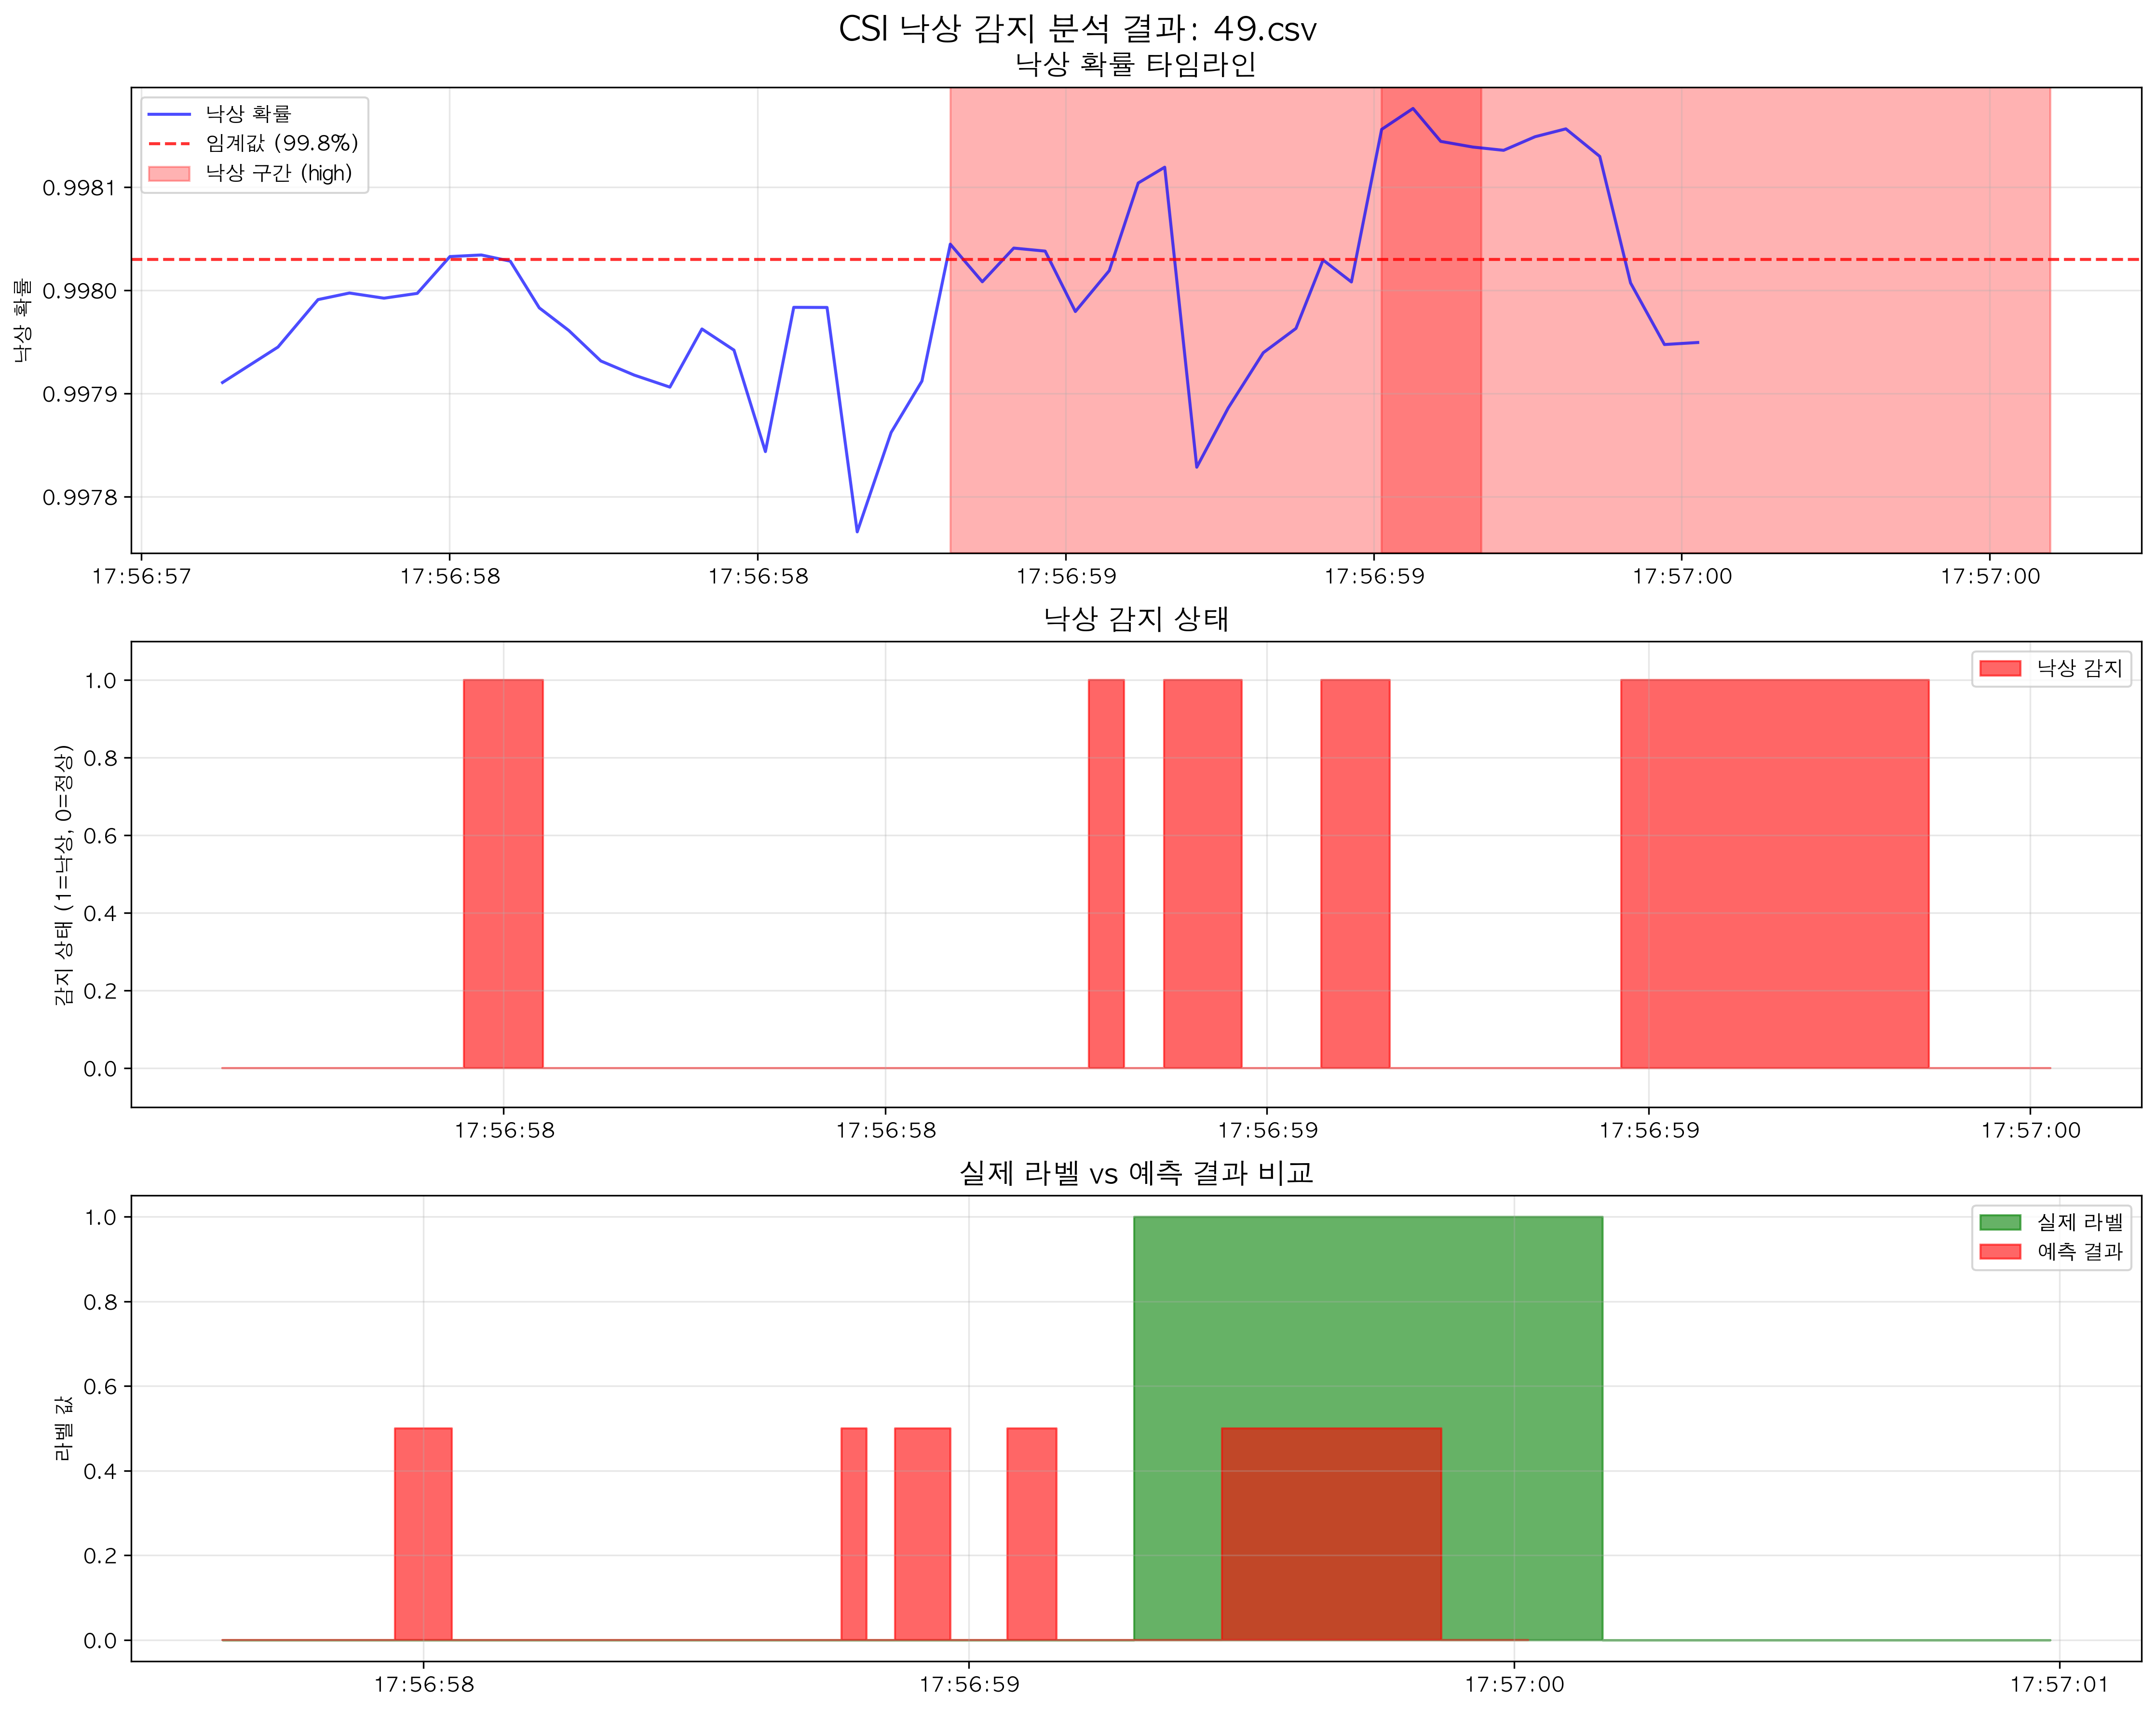 CSI 낙상 감지 분석 결과: 49.csv
낙상 확률 타임라인
낙상 확률
임계값 (99.8%)
낙상 구간 (high)
낙상 확률
0.9981
0.9980
0.9979
0.9978
17:56:57 17:56:58 17:56:58 17:56:59 17:56:59 17:57:00 17:57:00
낙상 감지 상태
낙상 감지
감지 상태 (1=낙상, 0=정상)
1.0
0.8
0.6
0.4
0.2
0.0
17:56:58 17:56:58 17:56:59 17:56:59 17:57:00
실제 라벨 vs 예측 결과 비교
실제 라벨
예측 결과
라벨 값
1.0
0.8
0.6
0.4
0.2
0.0
17:56:58 17:56:59 17:57:00 17:57:01